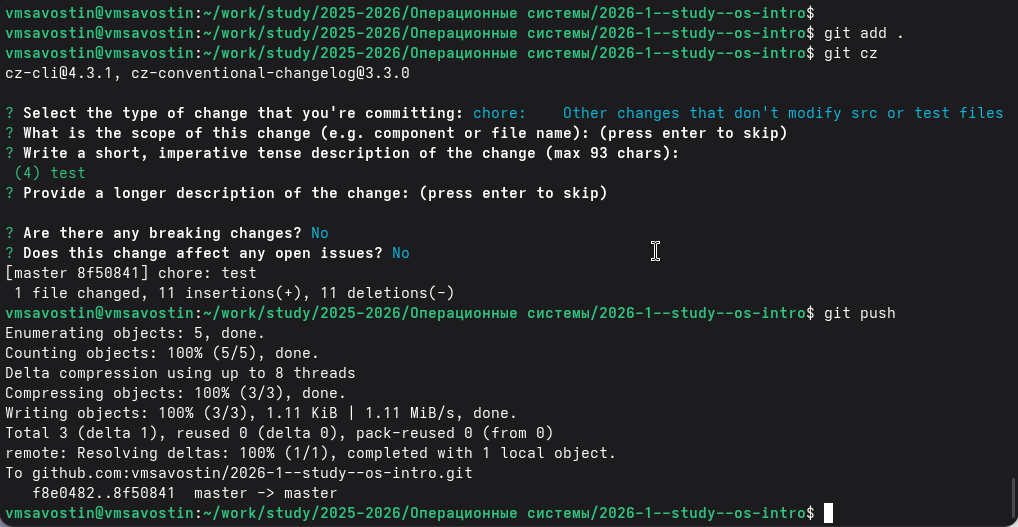 vmsavostin@vmsavostin:~/work/study/2025-2026/Операционные системы/2026-1--study--os-intro$
vmsavostin@vmsavostin:~/work/study/2025-2026/Операционные системы/2026-1--study--os-intro$ git add .
vmsavostin@vmsavostin:~/work/study/2025-2026/Операционные системы/2026-1--study--os-intro$ git cz
cz-cli@4.3.1, cz-conventional-changelog@3.3.0
? Select the type of change that you're committing: chore:    Other changes that don't modify src or test files
? What is the scope of this change (e.g. component or file name): (press enter to skip)
? Write a short, imperative tense description of the change (max 93 chars):
 (4) test
? Provide a longer description of the change: (press enter to skip)
? Are there any breaking changes? No
? Does this change affect any open issues? No
[master 8f50841] chore: test
 1 file changed, 11 insertions(+), 11 deletions(-)
vmsavostin@vmsavostin:~/work/study/2025-2026/Операционные системы/2026-1--study--os-intro$ git push
Enumerating objects: 5, done.
Counting objects: 100% (5/5), done.
Delta compression using up to 8 threads
Compressing objects: 100% (3/3), done.
Writing objects: 100% (3/3), 1.11 KiB | 1.11 MiB/s, done.
Total 3 (delta 1), reused 0 (delta 0), pack-reused 0 (from 0)
remote: Resolving deltas: 100% (1/1), completed with 1 local object.
To github.com:vmsavostin/2026-1--study--os-intro.git
   f8e0482..8f50841  master -> master
vmsavostin@vmsavostin:~/work/study/2025-2026/Операционные системы/2026-1--study--os-intro$